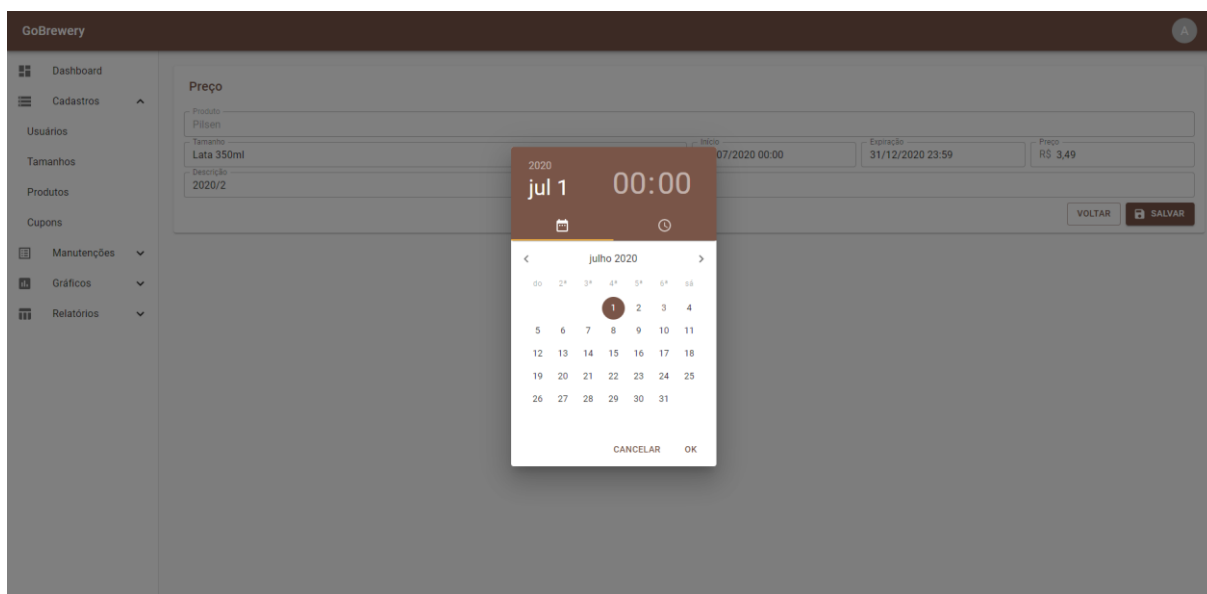 GoBrewery
A
Dashboard
Cadastros
Usuários
Tamanhos
Produtos
Cupons
Manutenções
Gráficos
Relatórios
Preço
Produto
Pilsen
Tamanho
Lata 350ml
Início
07/2020 00:00
Expiração
31/12/2020 23:59
Preço
R$ 3,49
Descrição
2020/2
VOLTAR
SALVAR
2020
jul 1
00:00
julho 2020
do 2ª 3ª 4ª 5ª 6ª sá
1 2 3 4
5 6 7 8 9 10 11
12 13 14 15 16 17 18
19 20 21 22 23 24 25
26 27 28 29 30 31
CANCELAR OK